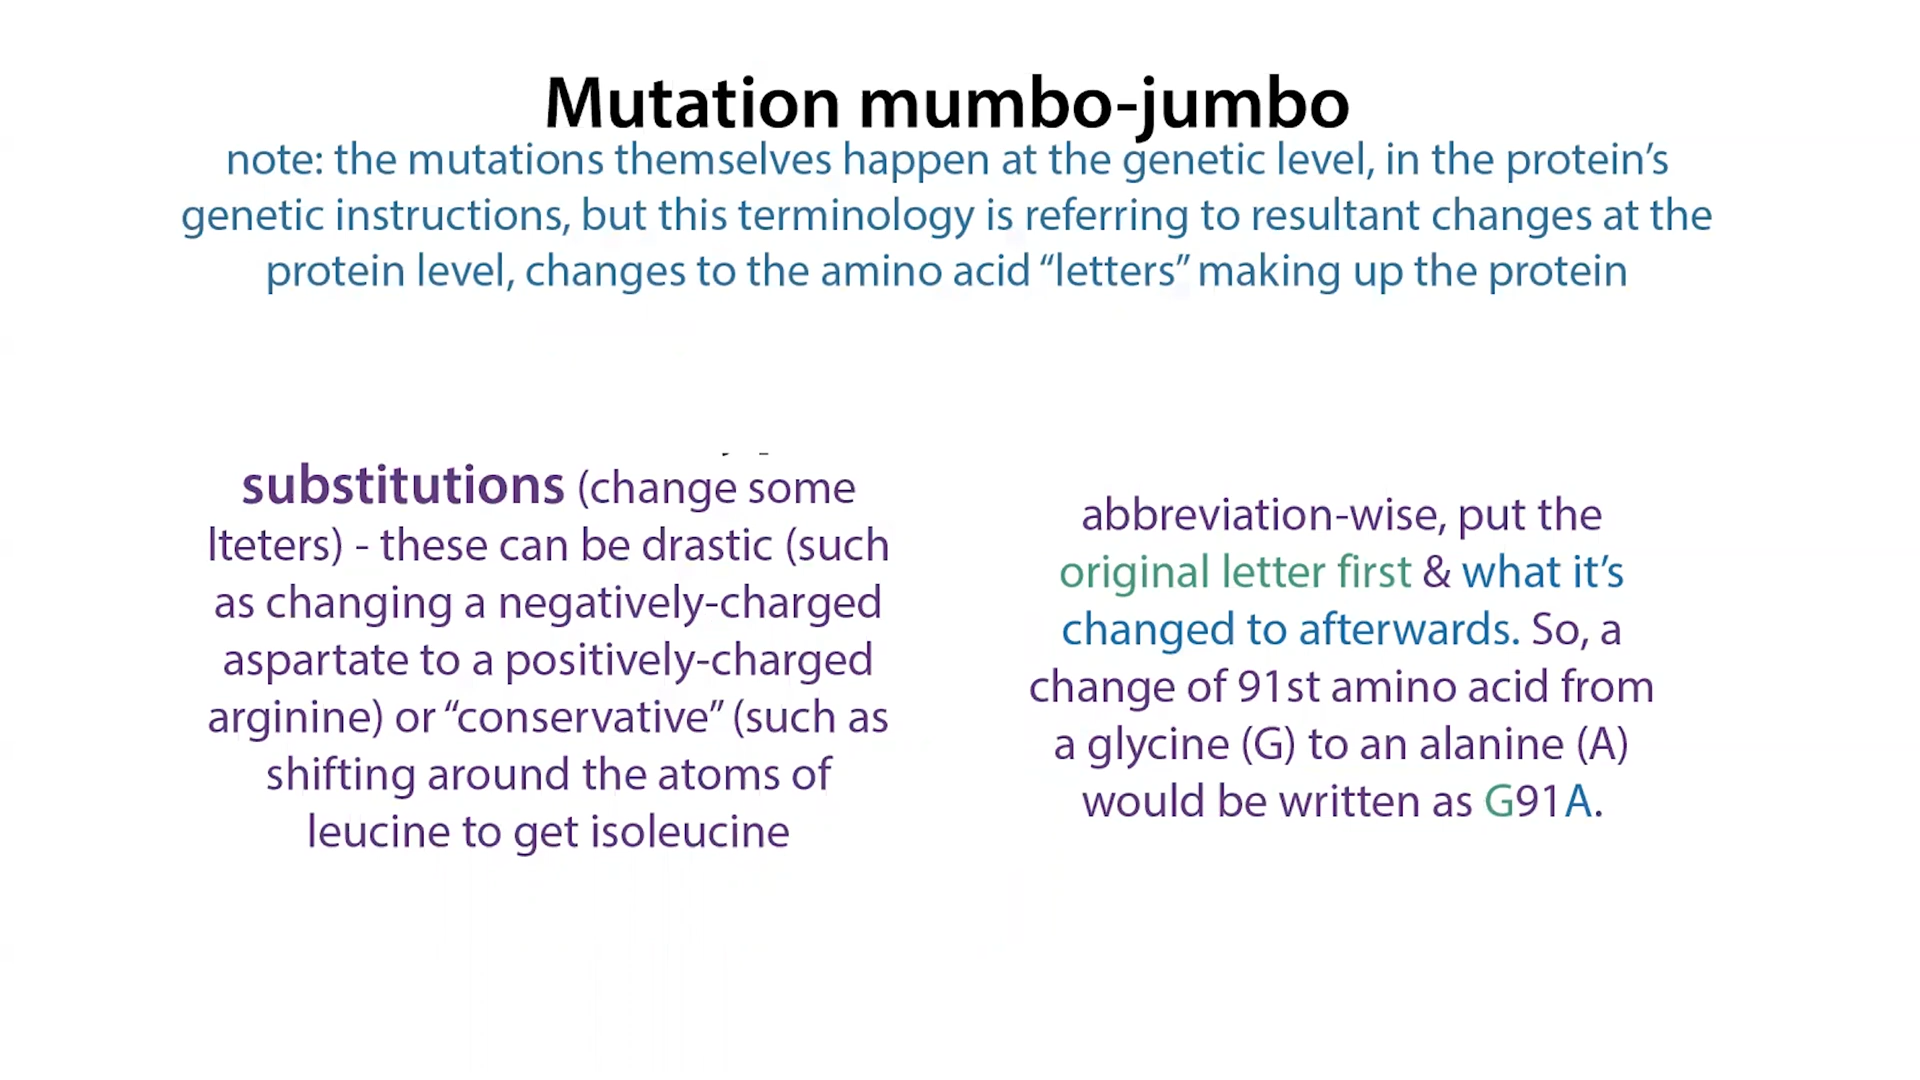 Mutation mumbo-jumbo
note: the mutations themselves happen at the genetic level, in the protein’s
genetic instructions, but this terminology is referring to resultant changes at the
protein level, changes to the amino acid “letters” making up the protein
substitutions (change some
lteters) - these can be drastic (such
as changing a negatively-charged
aspartate to a positively-charged
arginine) or “conservative” (such as
shifting around the atoms of
leucine to get isoleucine
abbreviation-wise, put the
original letter first & what it’s
changed to afterwards. So, a
change of 91st amino acid from
a glycine (G) to an alanine (A)
would be written as G91A.